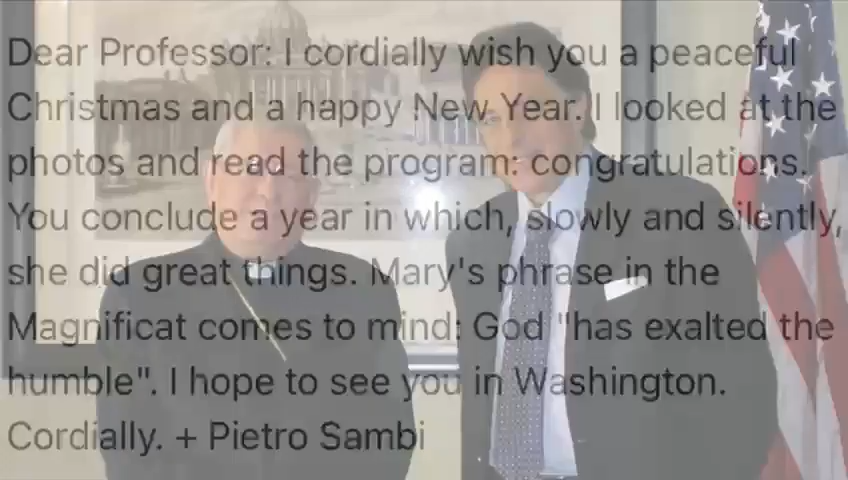 Dear Professor: I cordially wish you a peaceful
Christmas and a happy New Year. I looked at the
photos and read the program: congratulations.
You conclude a year in which, slowly and silently,
she did great things. Mary's phrase in the
Magnificat comes to mind: God "has exalted the
humble". I hope to see you in Washington.
Cordially. + Pietro Sambi